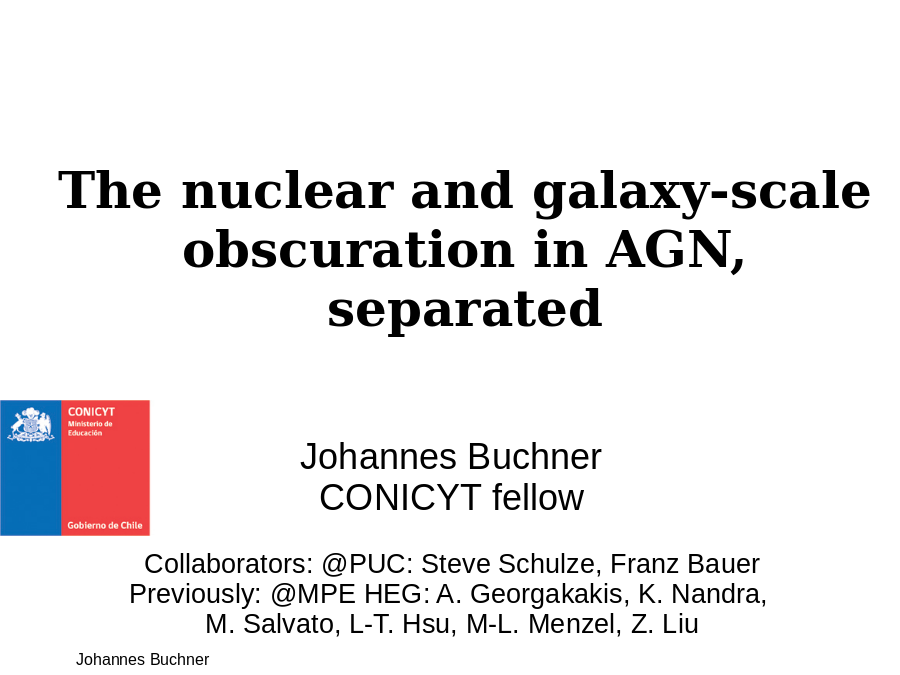 The nuclear and galaxy-scale
obscuration in AGN,
separated
CONICYT
Ministerio de
Educación
Gobierno de Chile
Johannes Buchner
CONICYT fellow
Collaborators: @PUC: Steve Schulze, Franz Bauer
Previously: @MPE HEG: A. Georgakakis, K. Nandra,
M. Salvato, L-T. Hsu, M-L. Menzel, Z. Liu
Johannes Buchner